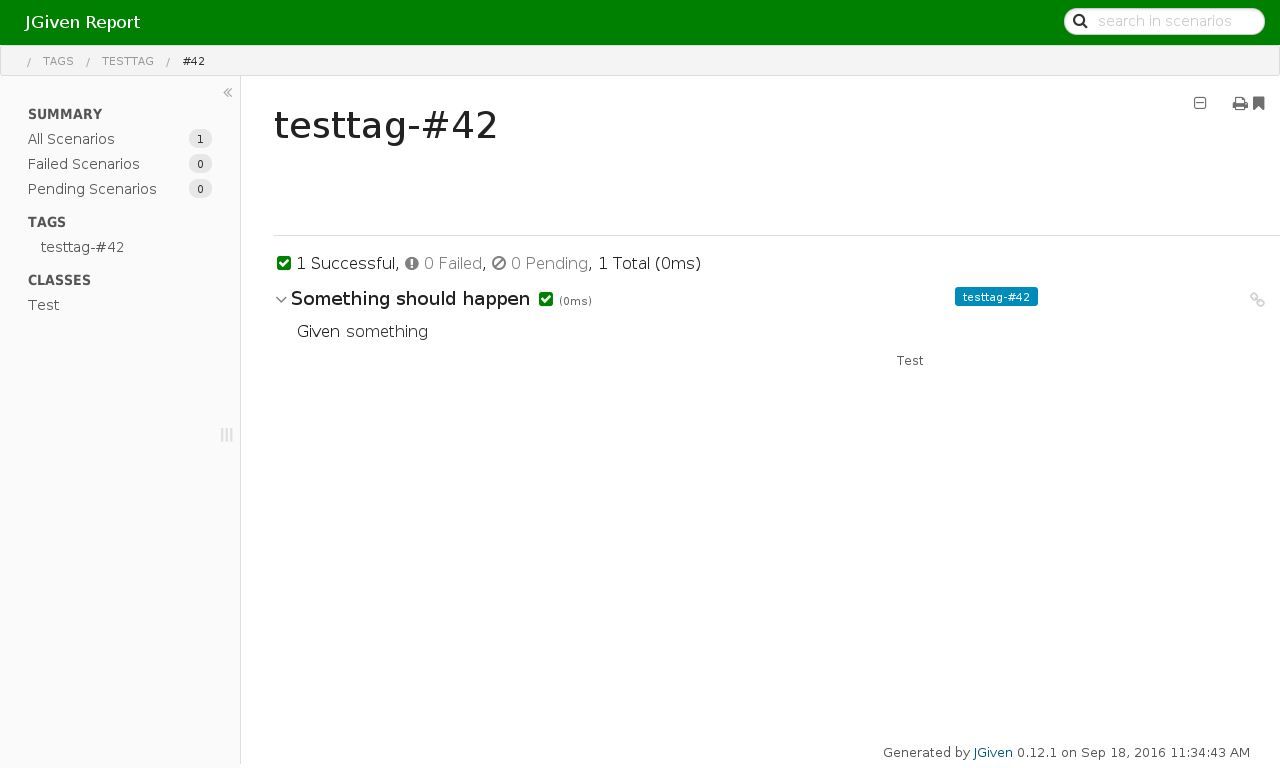 JGiven Report
search in scenarios
/ TAGS / TESTTAG / #42
SUMMARY
All Scenarios 1
Failed Scenarios 0
Pending Scenarios 0
TAGS
testtag-#42
CLASSES
Test
testtag-#42
1 Successful, 0 Failed, 0 Pending, 1 Total (0ms)
Something should happen (0ms) testtag-#42
Given something
Test
Generated by JGiven 0.12.1 on Sep 18, 2016 11:34:43 AM